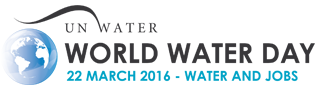 UN WATER
WORLD WATER DAY
22 MARCH 2016 - WATER AND JOBS